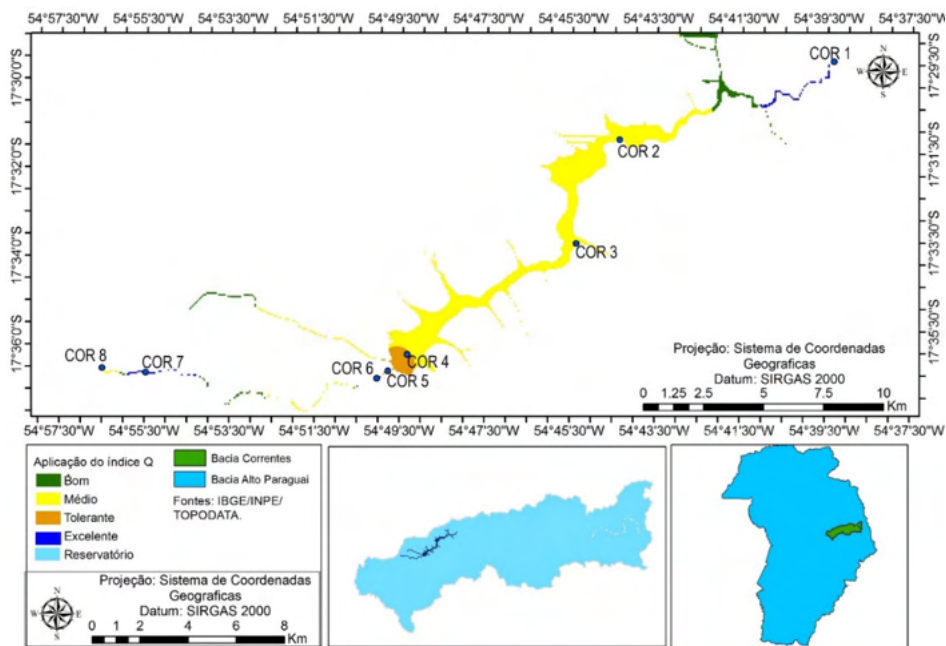 54°57'30"W 54°55'30"W 54°53'30"W 54°51'30"W 54°49'30"W 54°47'30"W 54°45'30"W 54°43'30"W 54°41'30"W 54°39'30"W 54°37'30"W
17°30'0"S
17°32'0"S
17°34'0"S
17°36'0"S
17°29'30"S
17°31'30"S
17°33'30"S
17°35'30"S
COR 1
N
W E
S
COR 2
COR 3
COR 4
COR 5
COR 6
COR 7
COR 8
Projeção: Sistema de Coordenadas
Geograficas
Datum: SIRGAS 2000
0 1.25 2.5 5 7.5 10
Km
54°57'30"W 54°55'30"W 54°53'30"W 54°51'30"W 54°49'30"W 54°47'30"W 54°45'30"W 54°43'30"W 54°41'30"W 54°39'30"W 54°37'30"W
Aplicação do índice Q
Bom
Médio
Tolerante
Excelente
Reservatório
Bacia Correntes
Bacia Alto Paraguai
Fontes: IBGE/INPE/
TOPODATA.
N
W E
S
Projeção: Sistema de Coordenadas
Geograficas
Datum: SIRGAS 2000
0 1 2 4 6 8
Km